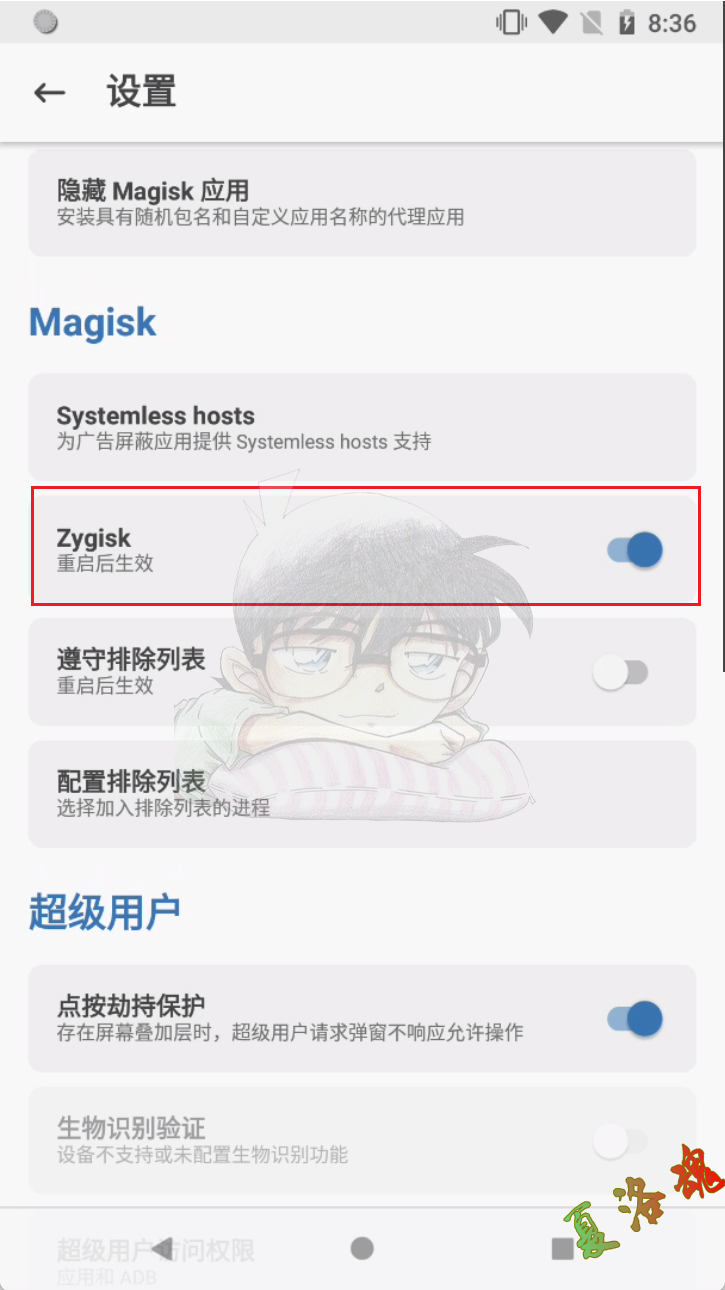 8:36
设置
隐藏 Magisk 应用
安装具有随机包名和自定义应用名称的代理应用
Magisk
Systemless hosts
为广告屏蔽应用提供 Systemless hosts 支持
Zygisk
重启后生效
遵守排除列表
重启后生效
配置排除列表
选择加入排除列表的进程
超级用户
点按劫持保护
存在屏幕叠加层时，超级用户请求弹窗不响应允许操作
生物识别验证
设备不支持或未配置生物识别功能
夏洛魂
超级用户访问权限
应用和 ADB